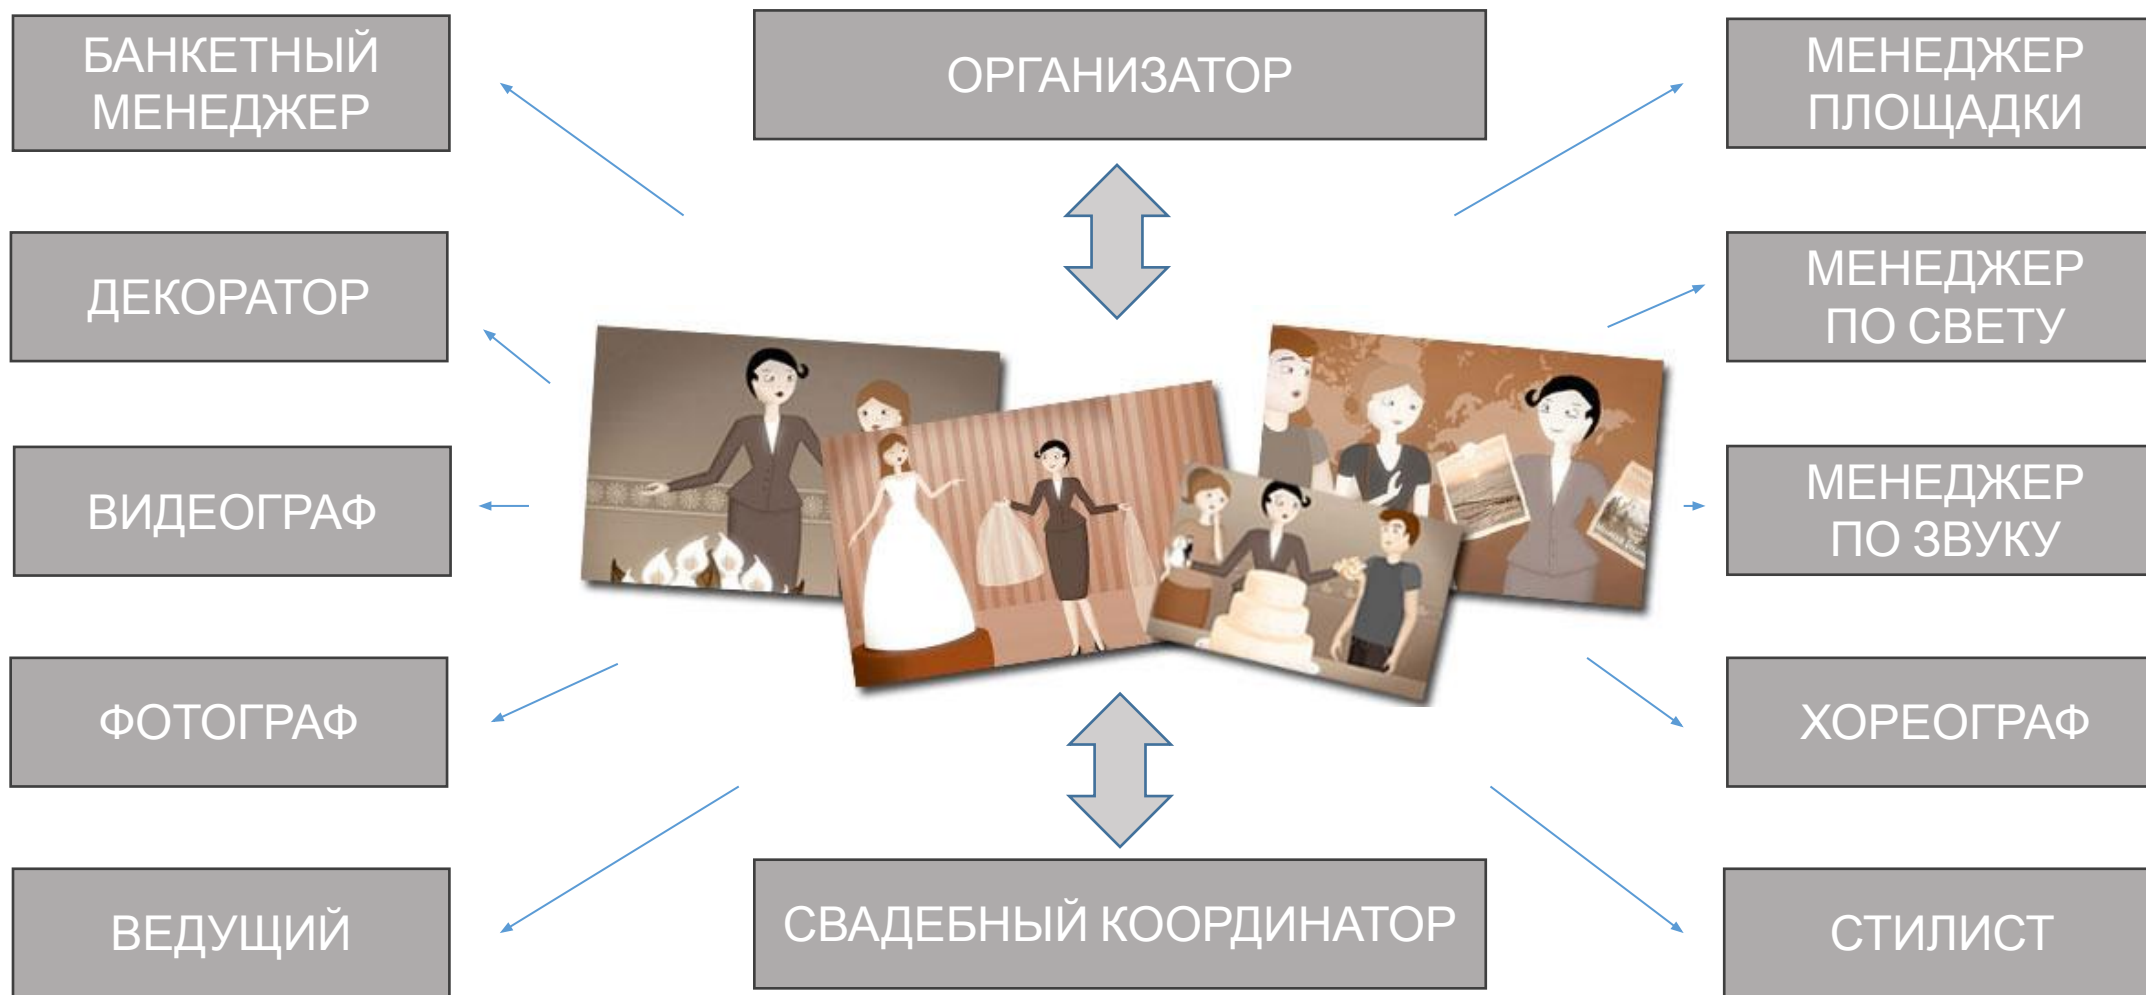 БАНКЕТНЫЙ
МЕНЕДЖЕР
ОРГАНИЗАТОР
МЕНЕДЖЕР
ПЛОЩАДКИ
ДЕКОРАТОР
МЕНЕДЖЕР
ПО СВЕТУ
ВИДЕОГРАФ
МЕНЕДЖЕР
ПО ЗВУКУ
ФОТОГРАФ
ХОРЕОГРАФ
ВЕДУЩИЙ
СВАДЕБНЫЙ КООРДИНАТОР
СТИЛИСТ